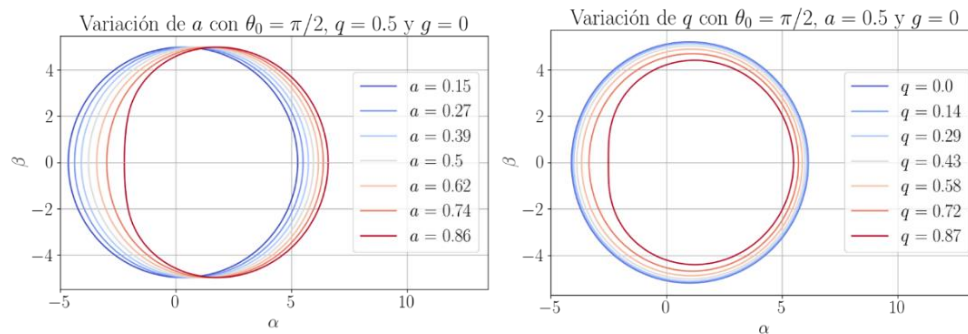 Variación de a con θ₀ = π/2, q = 0.5 y g = 0
4
2
0
−2
−4
β
−5
0
5
10
α
a = 0.15
a = 0.27
a = 0.39
a = 0.5
a = 0.62
a = 0.74
a = 0.86
Variación de q con θ₀ = π/2, a = 0.5 y g = 0
4
2
0
−2
−4
β
−5
0
5
10
α
q = 0.0
q = 0.14
q = 0.29
q = 0.43
q = 0.58
q = 0.72
q = 0.87